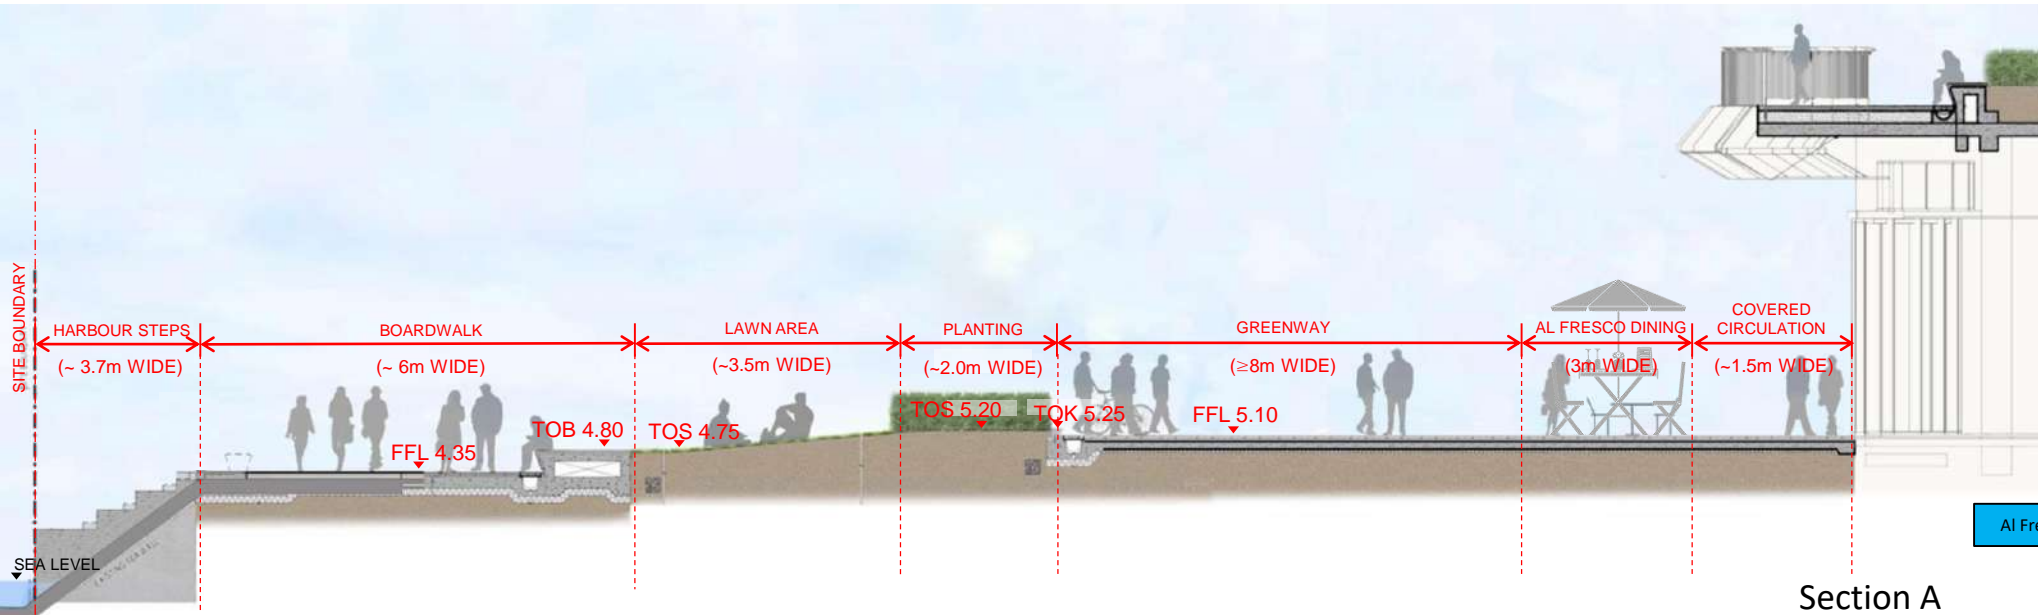 SITE BOUNDARY
HARBOUR STEPS
(~ 3.7m WIDE)
BOARDWALK
(~ 6m WIDE)
LAWN AREA
(~3.5m WIDE)
PLANTING
(~2.0m WIDE)
GREENWAY
(≥8m WIDE)
AL FRESCO DINING
(3m WIDE)
COVERED
CIRCULATION
(~1.5m WIDE)
FFL 4.35
TOB 4.80
TOS 4.75
TOS 5.20
TOK 5.25
FFL 5.10
SEA LEVEL
EXISTING SEAWALL
Al Fre
Section A